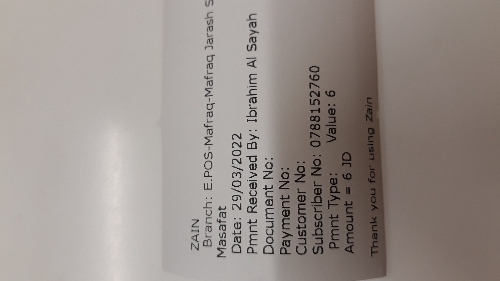 ZAIN
Branch: E.POS-Mafraq-Mafraq Jarash S
Masafat
Date: 29/03/2022
Pmnt Received By: Ibrahim Al Sayah
Document No:
Payment No:
Customer No:
Subscriber No: 0788152760
Pmnt Type: Value: 6
Amount = 6 JD
Thank you for using Zain